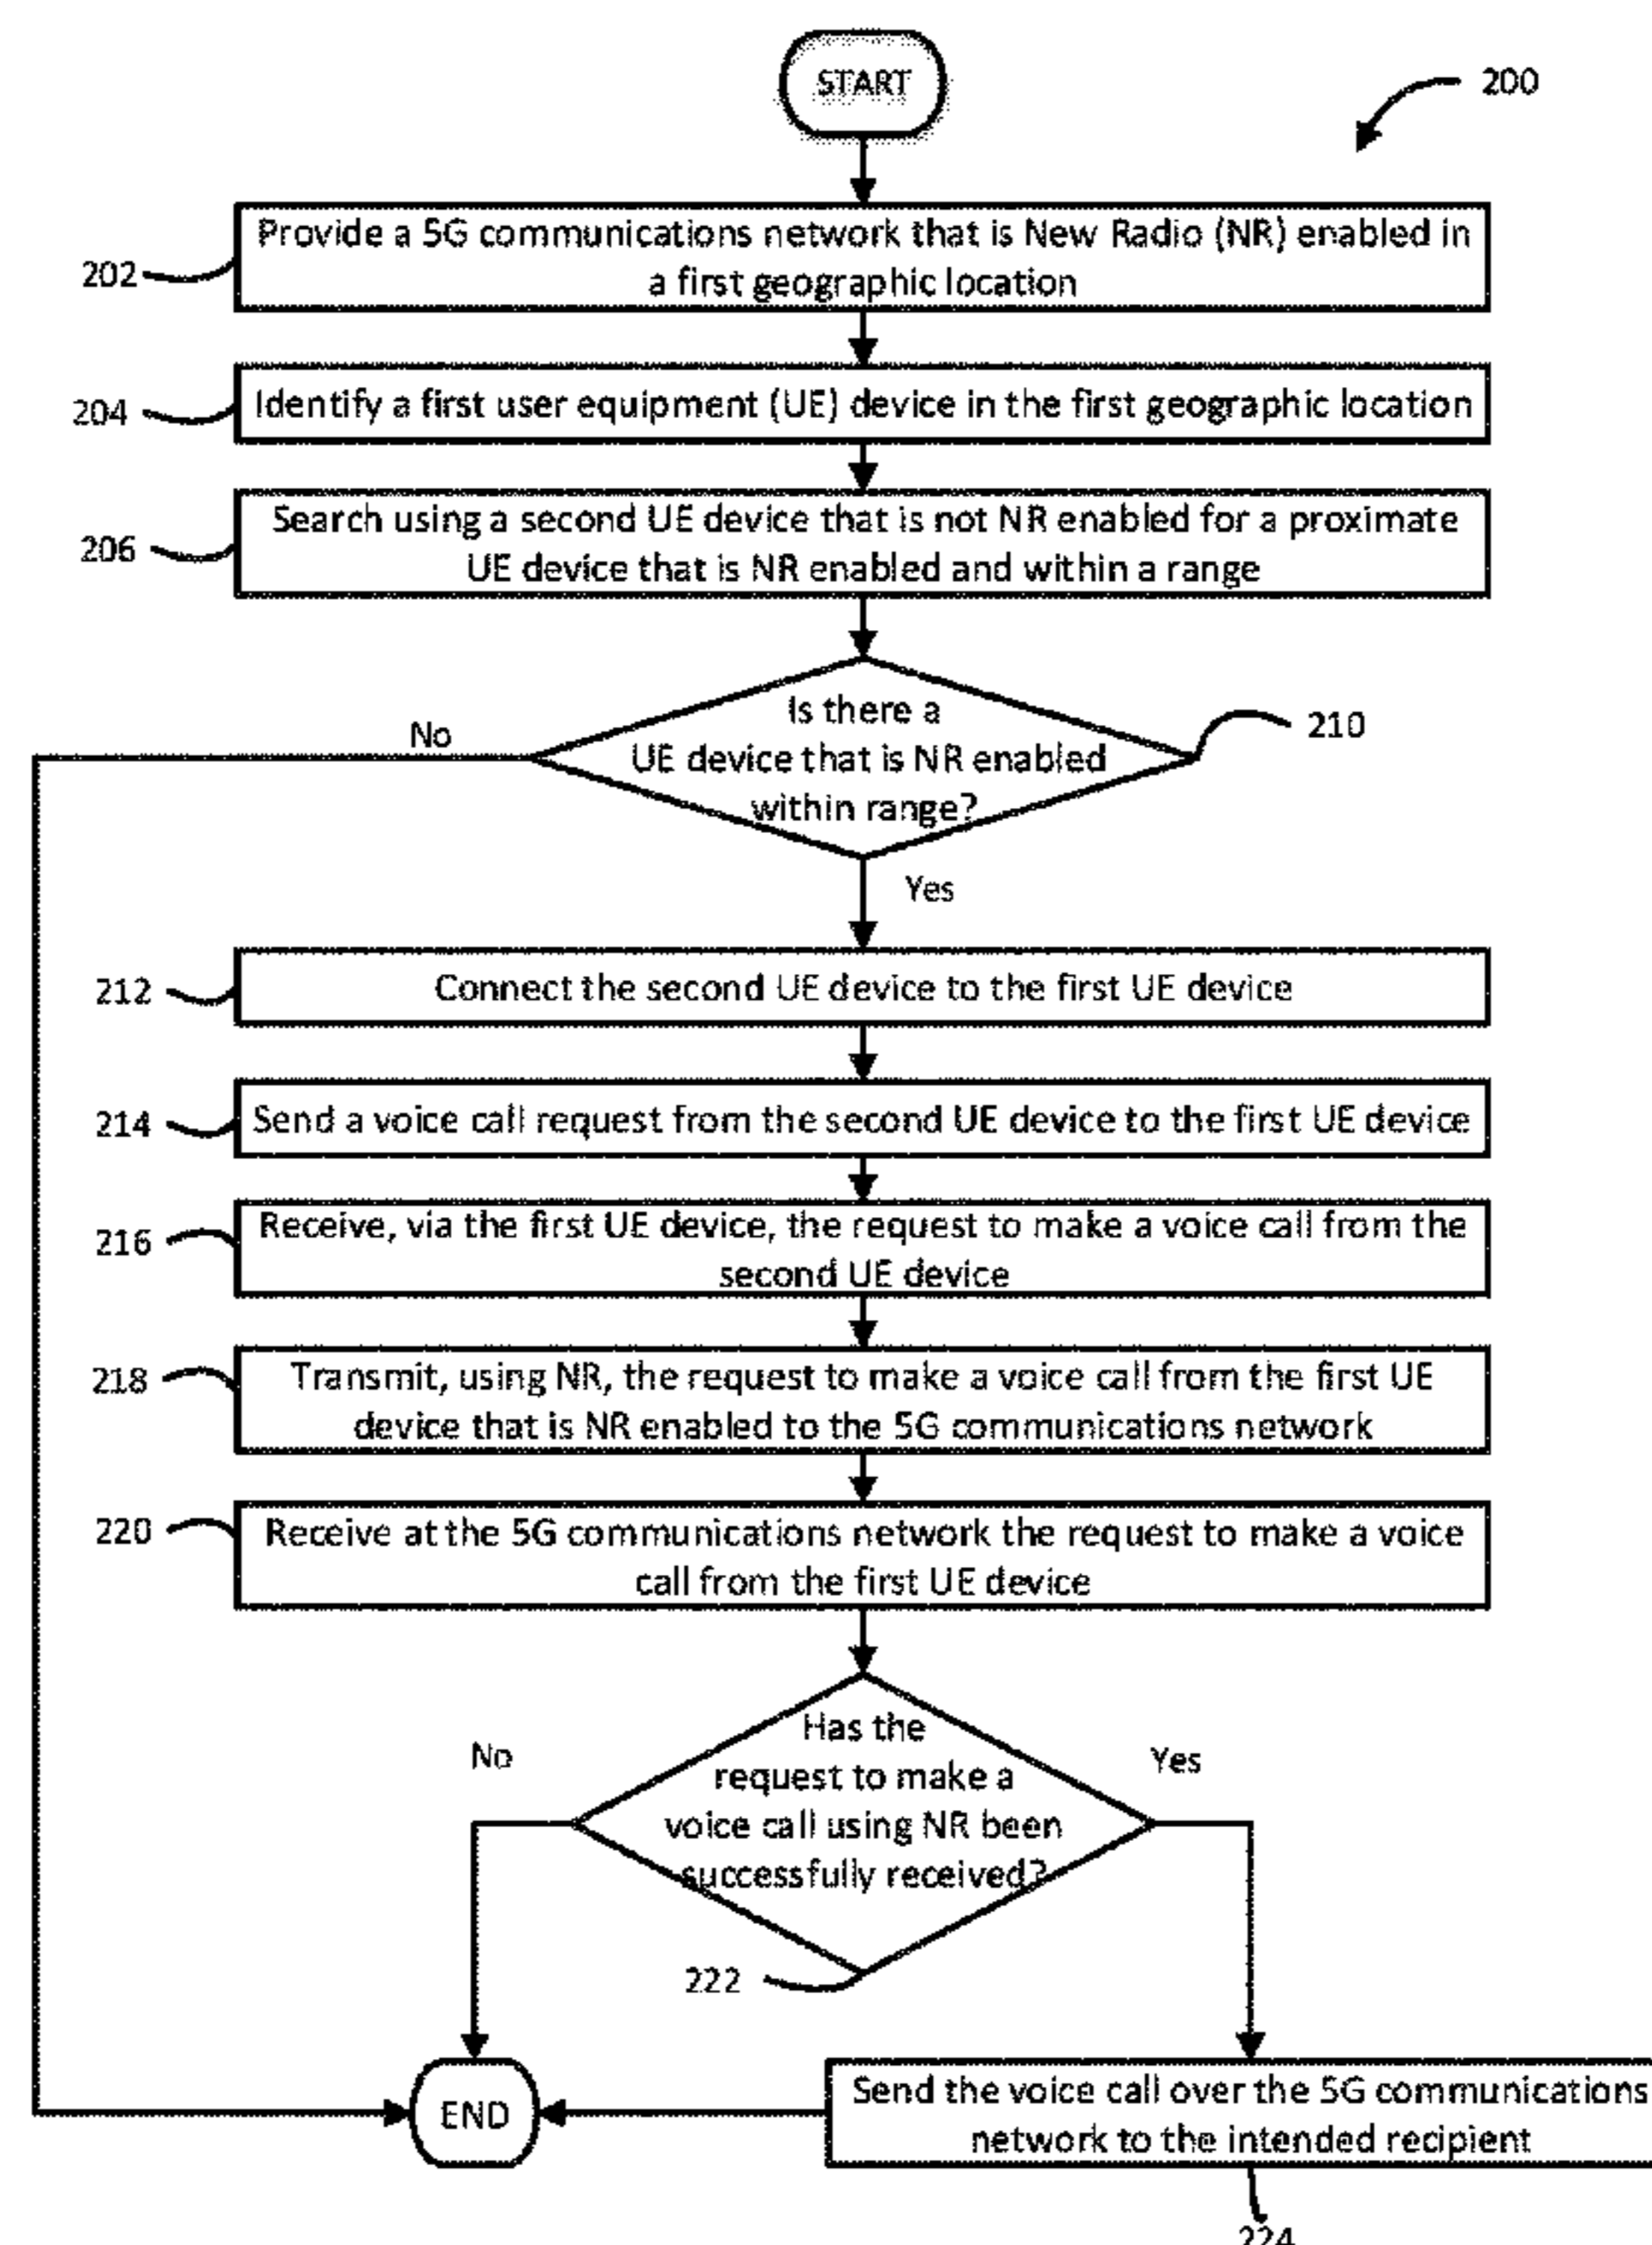 START
200
Provide a 5G communications network that is New Radio (NR) enabled in
a first geographic location
202
Identify a first user equipment (UE) device in the first geographic location
204
Search using a second UE device that is not NR enabled for a proximate
UE device that is NR enabled and within a range
206
Is there a
UE device that is NR enabled
within range?
210
No
Yes
Connect the second UE device to the first UE device
212
Send a voice call request from the second UE device to the first UE device
214
Receive, via the first UE device, the request to make a voice call from the
second UE device
216
Transmit, using NR, the request to make a voice call from the first UE
device that is NR enabled to the 5G communications network
218
Receive at the 5G communications network the request to make a voice
call from the first UE device
220
Has the
request to make a
voice call using NR been
successfully received?
No
Yes
222
END
Send the voice call over the 5G communications
network to the intended recipient
224